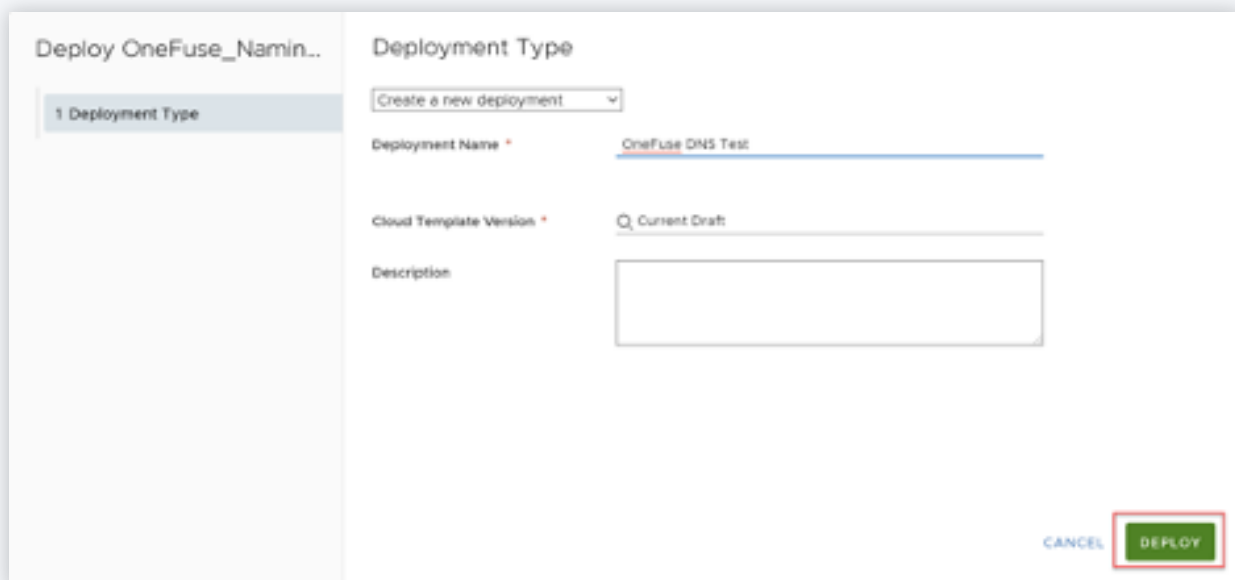 Deploy OneFuse_Namin...
1 Deployment Type
Deployment Type
Create a new deployment
Deployment Name *
OneFuse DNS Test
Cloud Template Version *
Current Draft
Description
CANCEL
DEPLOY